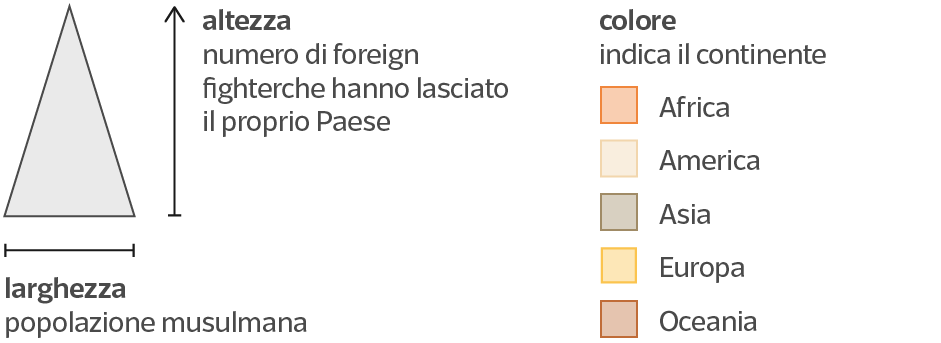 altezza
numero di foreign
fighterche hanno lasciato
il proprio Paese
larghezza
popolazione musulmana
colore
indica il continente
Africa
America
Asia
Europa
Oceania